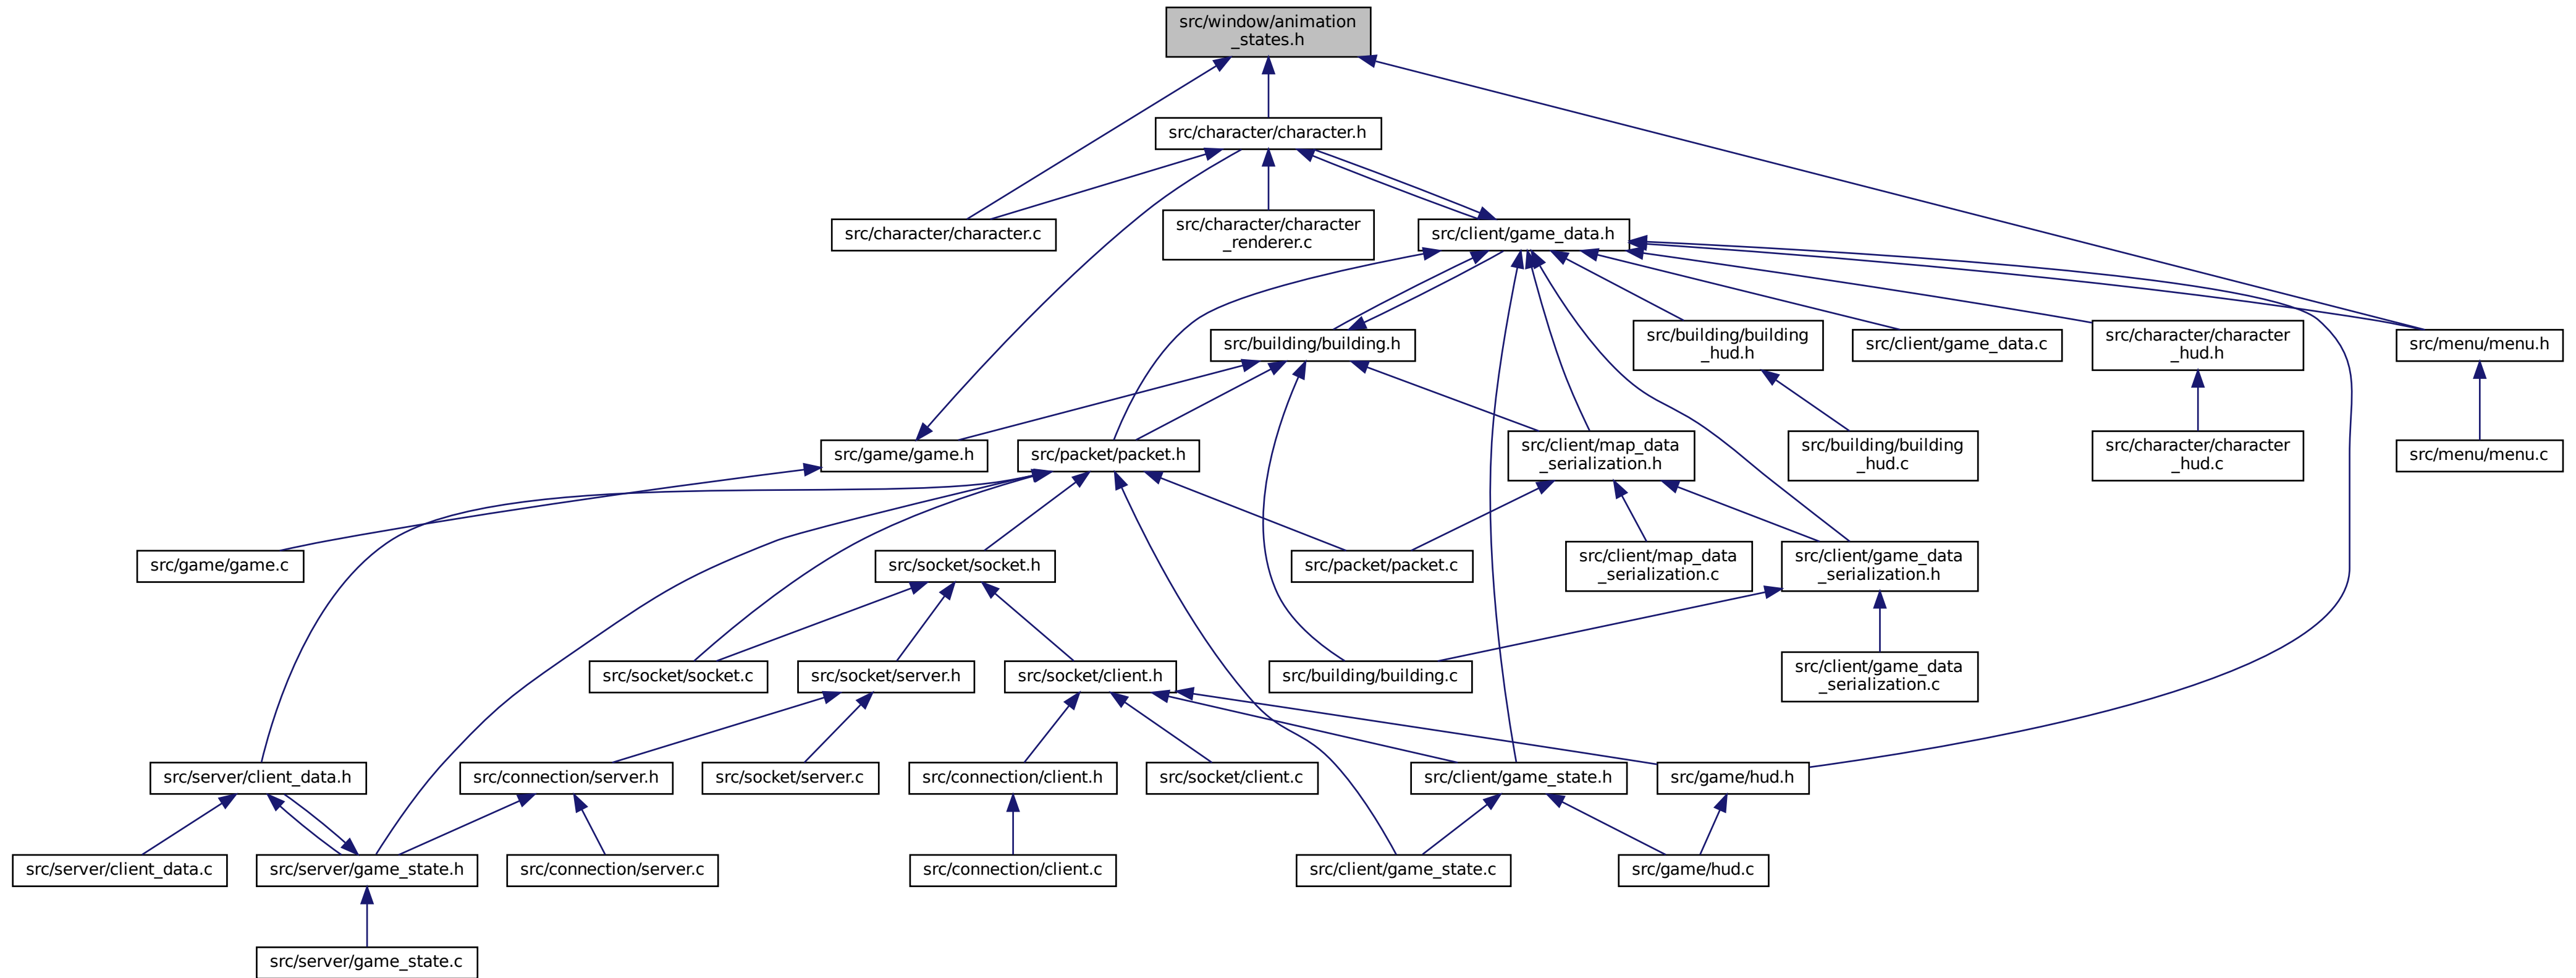 src/window/animation
_states.h
src/character/character.h
src/character/character.c
src/character/character
_renderer.c
src/client/game_data.h
src/building/building.h
src/building/building
_hud.h
src/client/game_data.c
src/character/character
_hud.h
src/menu/menu.h
src/game/game.h
src/packet/packet.h
src/client/map_data
_serialization.h
src/building/building
_hud.c
src/character/character
_hud.c
src/menu/menu.c
src/game/game.c
src/socket/socket.h
src/packet/packet.c
src/client/map_data
_serialization.c
src/client/game_data
_serialization.h
src/socket/socket.c
src/socket/server.h
src/socket/client.h
src/building/building.c
src/client/game_data
_serialization.c
src/server/client_data.h
src/connection/server.h
src/socket/server.c
src/connection/client.h
src/socket/client.c
src/client/game_state.h
src/game/hud.h
src/server/client_data.c
src/server/game_state.h
src/connection/server.c
src/connection/client.c
src/client/game_state.c
src/game/hud.c
src/server/game_state.c